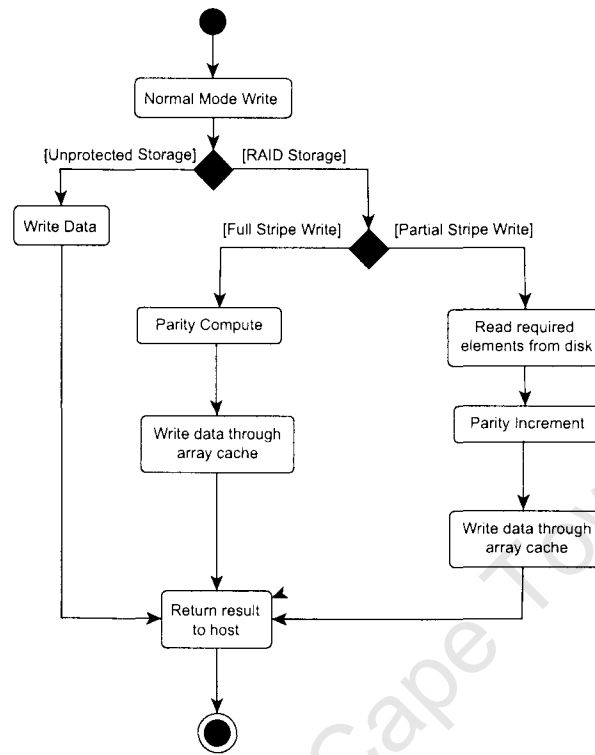 Normal Mode Write
[Unprotected Storage]
[RAID Storage]
Write Data
[Full Stripe Write]
[Partial Stripe Write]
Parity Compute
Read required
elements from disk
Write data through
array cache
Parity Increment
Write data through
array cache
Return result
to host
Cape